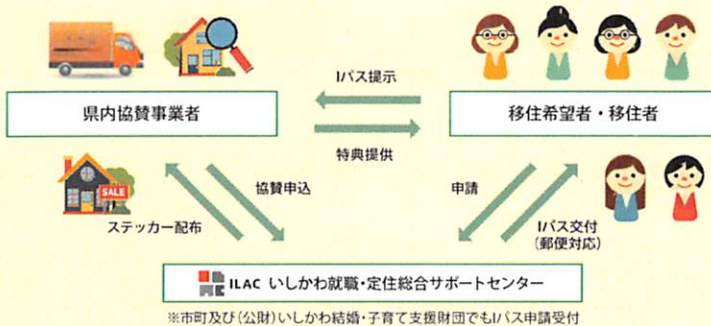 Iパス提示
県内協賛事業者
移住希望者・移住者
特典提供
SALE
協賛申込
申請
ステッカー配布
Iパス交付
(郵便対応)
ILAC いしかわ就職・定住総合サポートセンター
※市町及び(公財)いしかわ結婚・子育て支援財団でもIパス申請受付